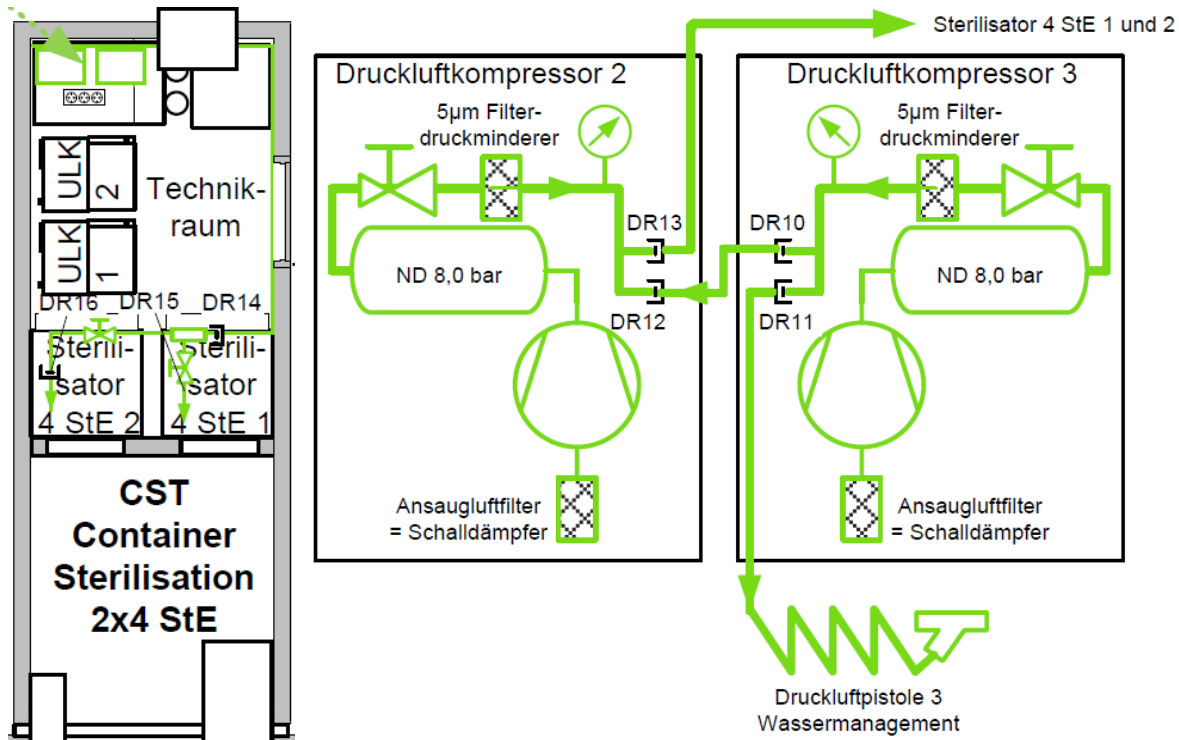 Sterilisator 4 StE 1 und 2
Druckluftkompressor 2
5µm Filter-
druckminderer
DR13
ND 8,0 bar
DR12
Ansaugluftfilter
= Schalldämpfer
Druckluftkompressor 3
5µm Filter-
druckminderer
DR10
ND 8,0 bar
DR11
Ansaugluftfilter
= Schalldämpfer
Druckluftpistole 3
Wassermanagement
ULK
2
Technik-
raum
ULK
1
DR16
DR15
DR14
Sterili-
sator
4 StE 2
Sterili-
sator
4 StE 1
CST
Container
Sterilisation
2x4 StE